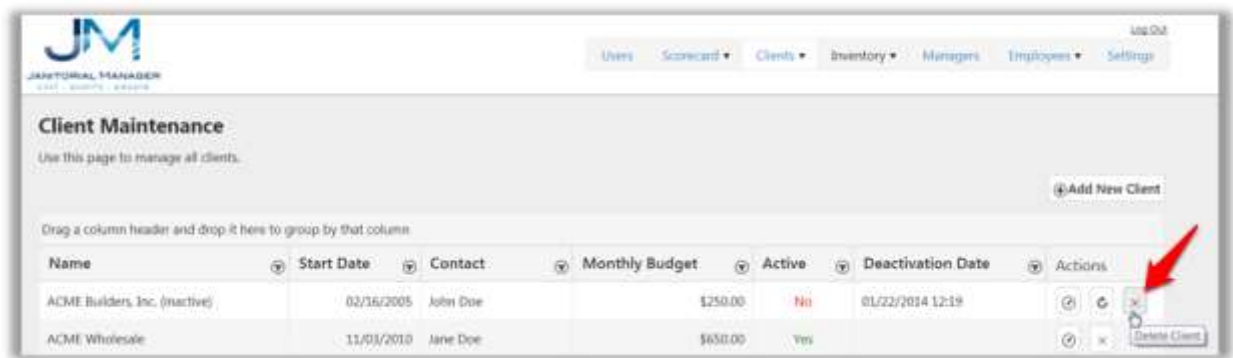 JM
JANITORIAL MANAGER
Log Out
Users Scorecard Clients Inventory Managers Employees Settings
Client Maintenance
Use this page to manage all clients.
Add New Client
Drag a column header and drop it here to group by that column
Name Start Date Contact Monthly Budget Active Deactivation Date Actions
ACME Builders, Inc. (inactive) 02/16/2005 John Doe $250.00 No 01/22/2014 12:19
ACME Wholesale 11/03/2010 Jane Doe $650.00 Yes
Delete Client